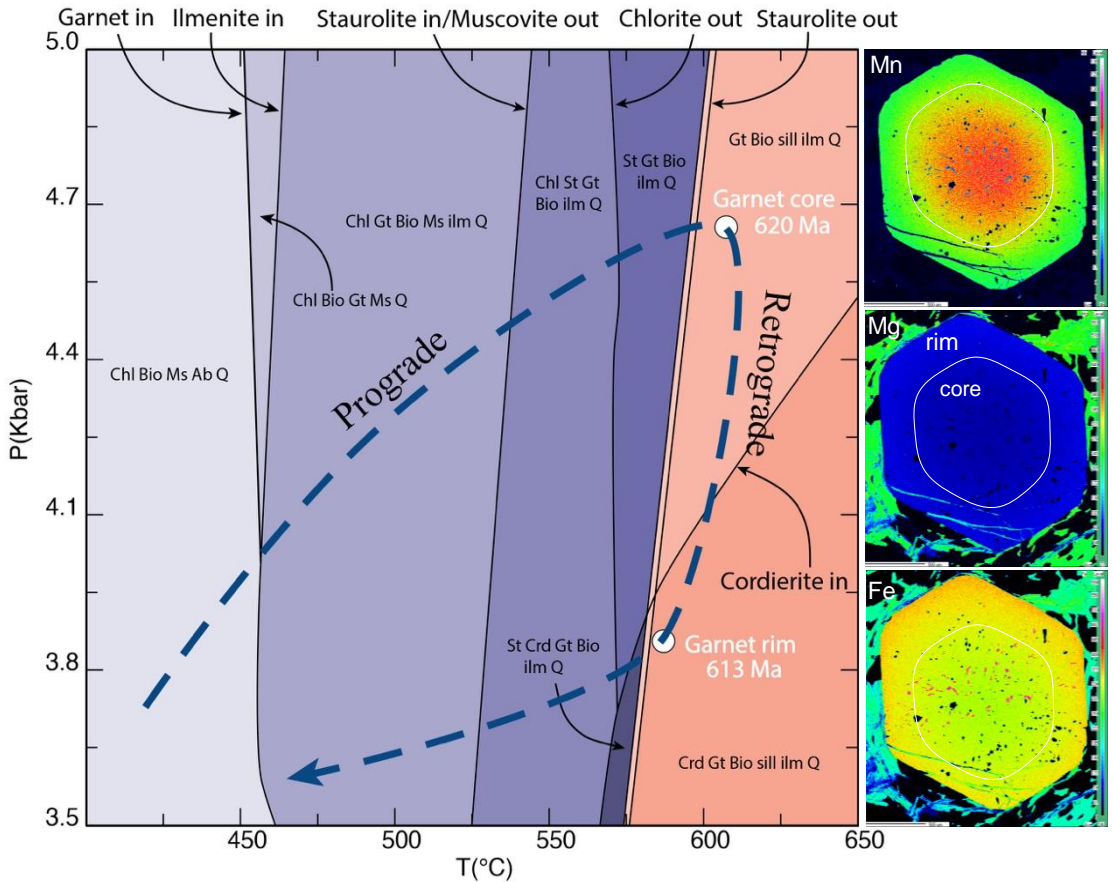 Garnet in
Ilmenite in
Staurolite in/Muscovite out
Chlorite out
Staurolite out
5.0
4.7
4.4
4.1
3.8
3.5
P(Kbar)
450
500
550
600
650
T(°C)
Chl Bio Ms Ab Q
Chl Bio Gt Ms Q
Chl Gt Bio Ms ilm Q
Chl St Gt
Bio ilm Q
St Gt Bio
ilm Q
Gt Bio sill ilm Q
Garnet core
620 Ma
Prograde
Retrograde
Cordierite in
St Crd Gt Bio
ilm Q
Garnet rim
613 Ma
Crd Gt Bio sill ilm Q
Mn
Mg
rim
core
Fe